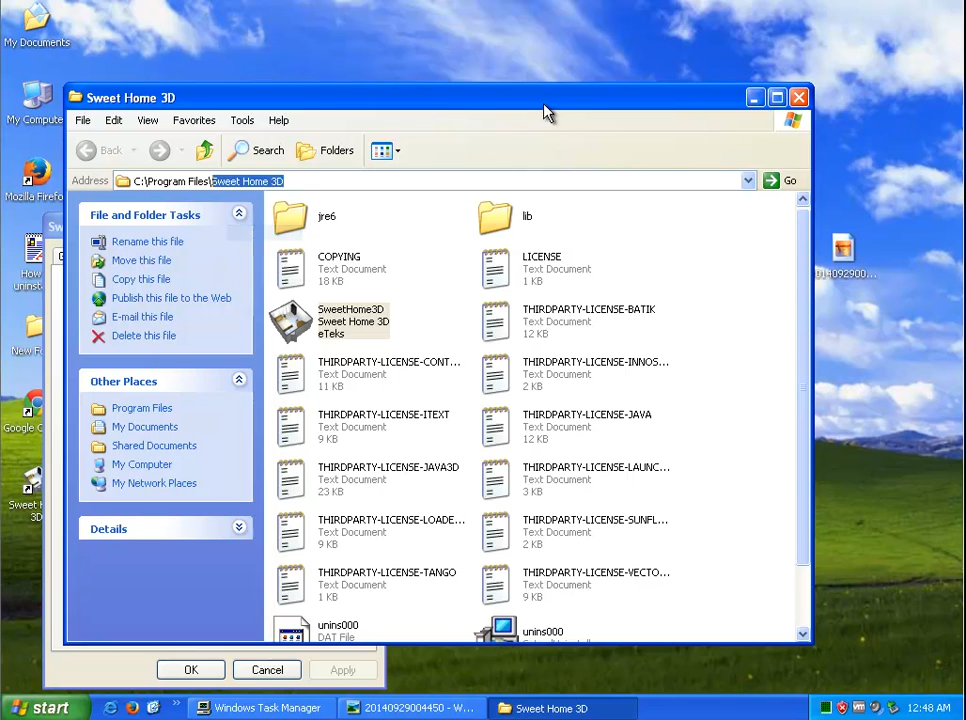 My Documents
My Compute
Mozilla Firefo
How
uninst
New F
Google C
Sweet H
3D
Sweet Home 3D
File
Edit
View
Favorites
Tools
Help
Back
Search
Folders
Address
C:\Program Files\Sweet Home 3D
Go
File and Folder Tasks
Rename this file
Move this file
Copy this file
Publish this file to the Web
E-mail this file
Delete this file
Other Places
Program Files
My Documents
Shared Documents
My Computer
My Network Places
Details
jre6
lib
COPYING
Text Document
18 KB
LICENSE
Text Document
1 KB
SweetHome3D
Sweet Home 3D
eTeks
THIRDPARTY-LICENSE-BATIK
Text Document
12 KB
THIRDPARTY-LICENSE-CONT...
Text Document
11 KB
THIRDPARTY-LICENSE-INNOS...
Text Document
2 KB
THIRDPARTY-LICENSE-ITEXT
Text Document
9 KB
THIRDPARTY-LICENSE-JAVA
Text Document
12 KB
THIRDPARTY-LICENSE-JAVA3D
Text Document
23 KB
THIRDPARTY-LICENSE-LAUNC...
Text Document
3 KB
THIRDPARTY-LICENSE-LOADE...
Text Document
9 KB
THIRDPARTY-LICENSE-SUNFL...
Text Document
2 KB
THIRDPARTY-LICENSE-TANGO
Text Document
1 KB
THIRDPARTY-LICENSE-VECTO...
Text Document
9 KB
unins000
DAT File
unins000
OK
Cancel
Apply
start
Windows Task Manager
20140929004450 - W...
Sweet Home 3D
12:48 AM